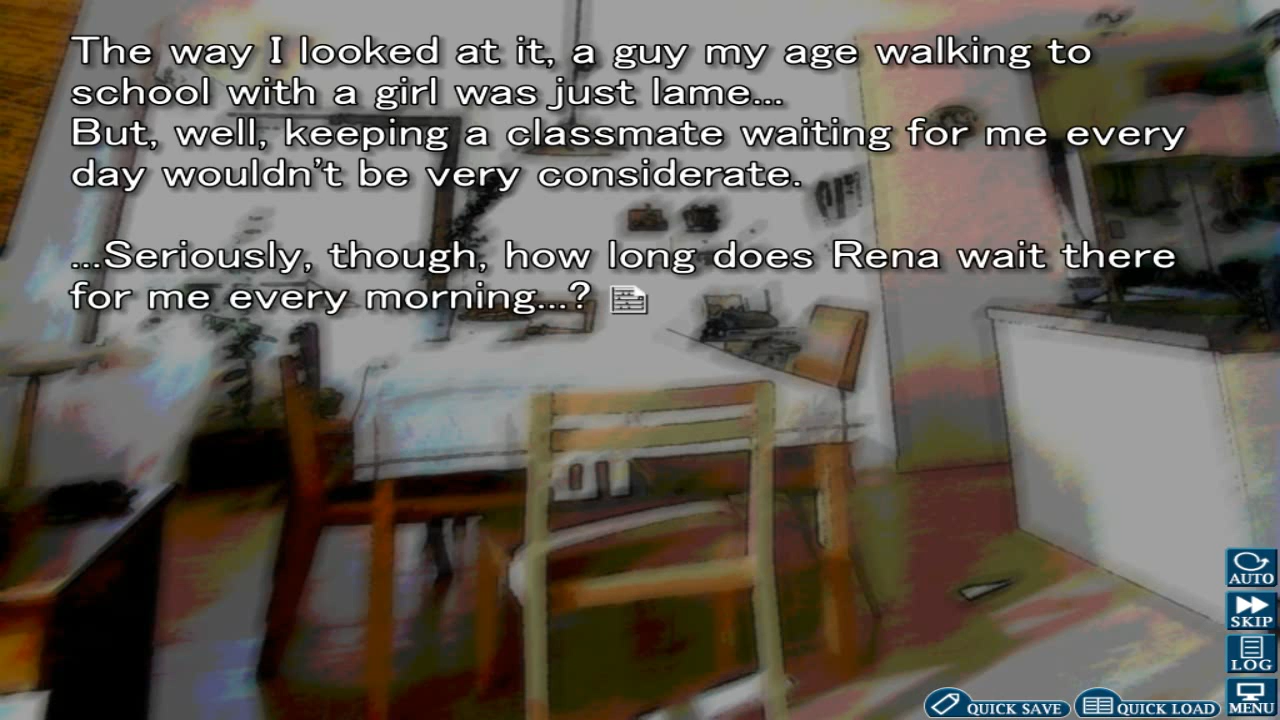 The way I looked at it, a guy my age walking to
school with a girl was just lame...
But, well, keeping a classmate waiting for me every
day wouldn't be very considerate.
...Seriously, though, how long does Rena wait there
for me every morning...?
AUTO
SKIP
LOG
MENU
QUICK SAVE
QUICK LOAD